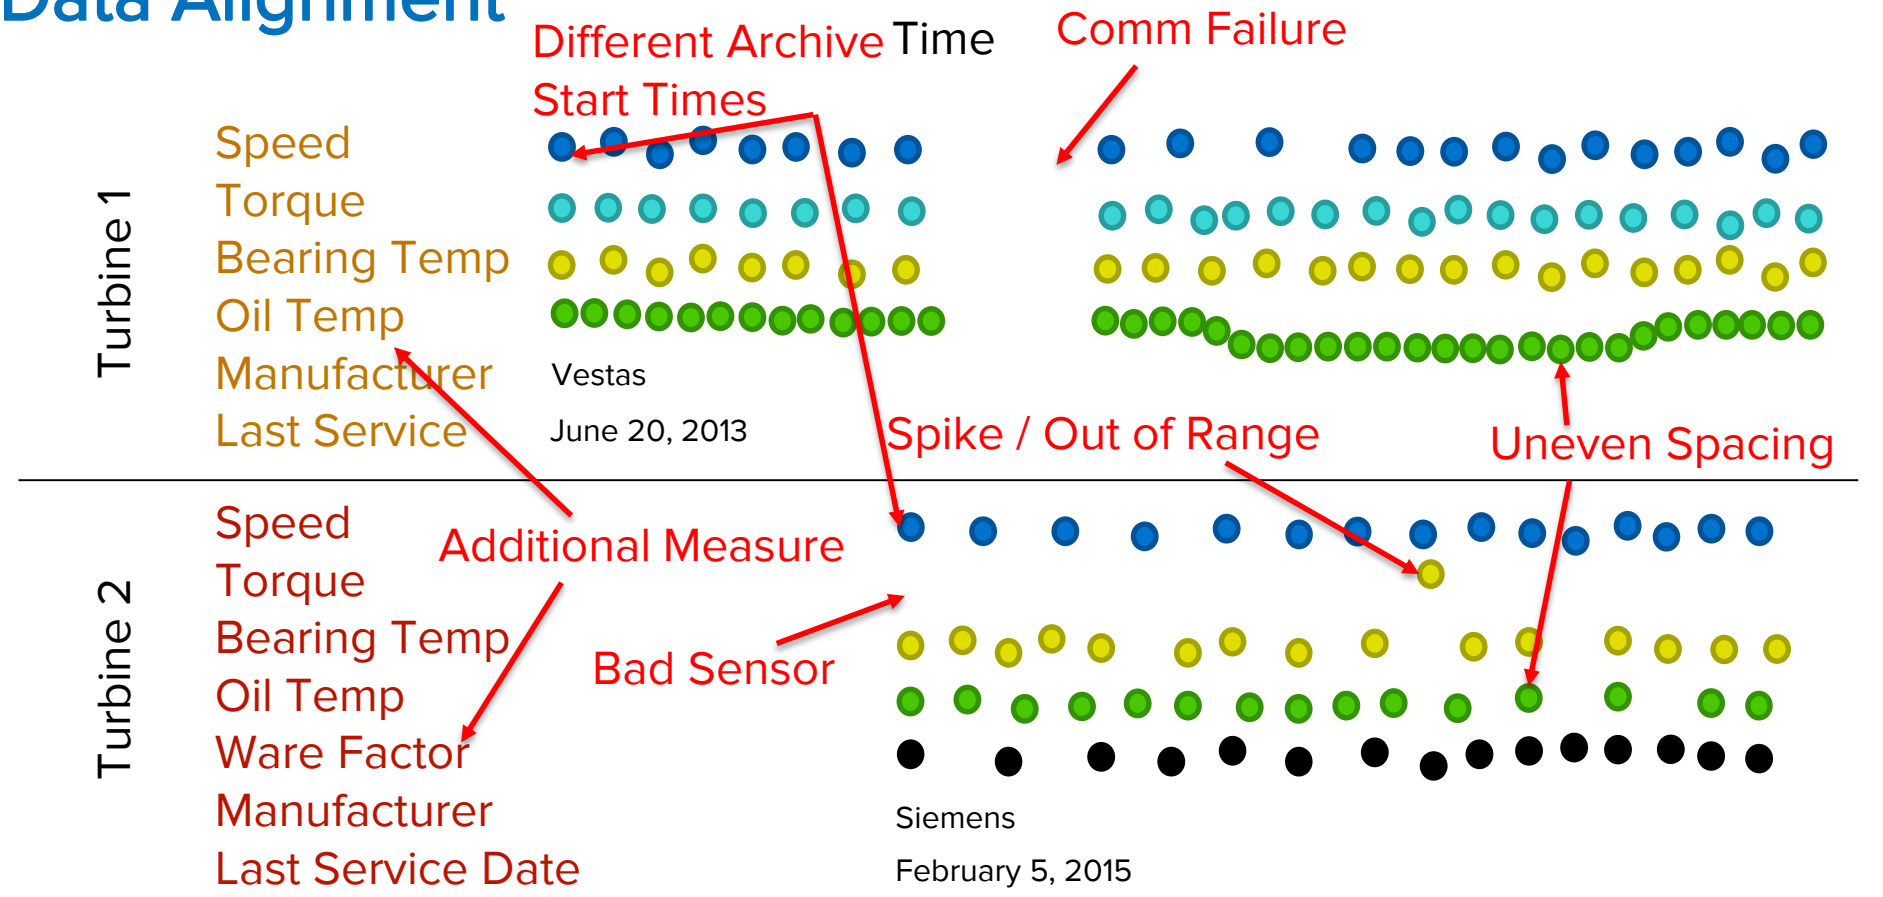 Data Alignment
Different Archive
Start Times
Time
Comm Failure
Turbine 1
Speed
Torque
Bearing Temp
Oil Temp
Manufacturer
Vestas
Last Service
June 20, 2013
Spike / Out of Range
Uneven Spacing
Turbine 2
Speed
Additional Measure
Torque
Bearing Temp
Bad Sensor
Oil Temp
Ware Factor
Manufacturer
Siemens
Last Service Date
February 5, 2015